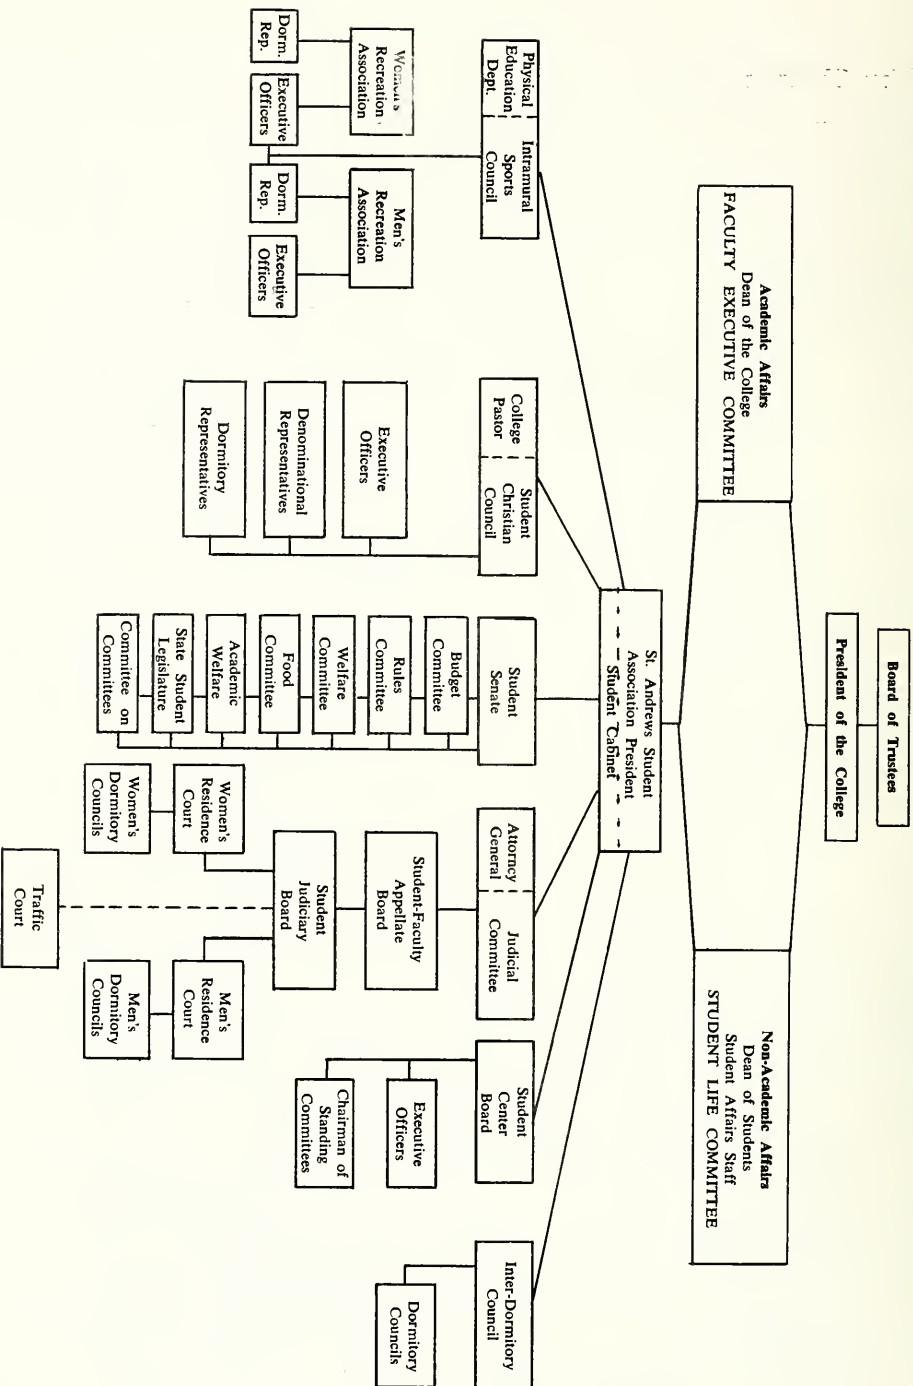 Board of Trustees
President of the College
Academic Affairs
Dean of the College
FACULTY EXECUTIVE COMMITTEE
Non-Academic Affairs
Dean of Students
Student Affairs Staff
STUDENT LIFE COMMITTEE
St. Andrews Student
Association President
Student Cabinet
Physical
Education
Dept.
Intramural
Sports
Council
Women's
Recreation
Association
Dorm.
Rep.
Executive
Officers
Men's
Recreation
Association
Dorm.
Rep.
Executive
Officers
College
Pastor
Student
Christian
Council
Executive
Officers
Denominational
Representatives
Dormitory
Representatives
Student
Senate
Budget
Committee
Rules
Committee
Welfare
Committee
Food
Committee
Academic
Welfare
State Student
Legislature
Committee on
Committees
Attorney
General
Judicial
Committee
Student-Faculty
Appellate
Board
Student
Judiciary
Board
Women's
Residence
Court
Women's
Dormitory
Councils
Men's
Residence
Court
Men's
Dormitory
Councils
Traffic
Court
Student
Center
Board
Executive
Officers
Chairman of
Standing
Committees
Inter-Dormitory
Council
Dormitory
Councils